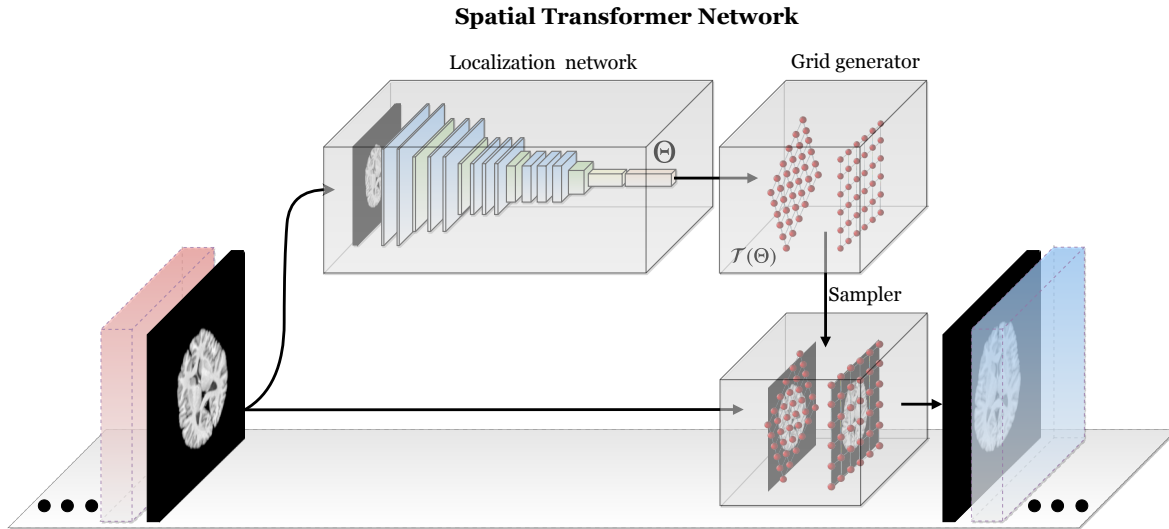 Spatial Transformer Network
Localization network
Grid generator
Θ
𝒯(Θ)
Sampler